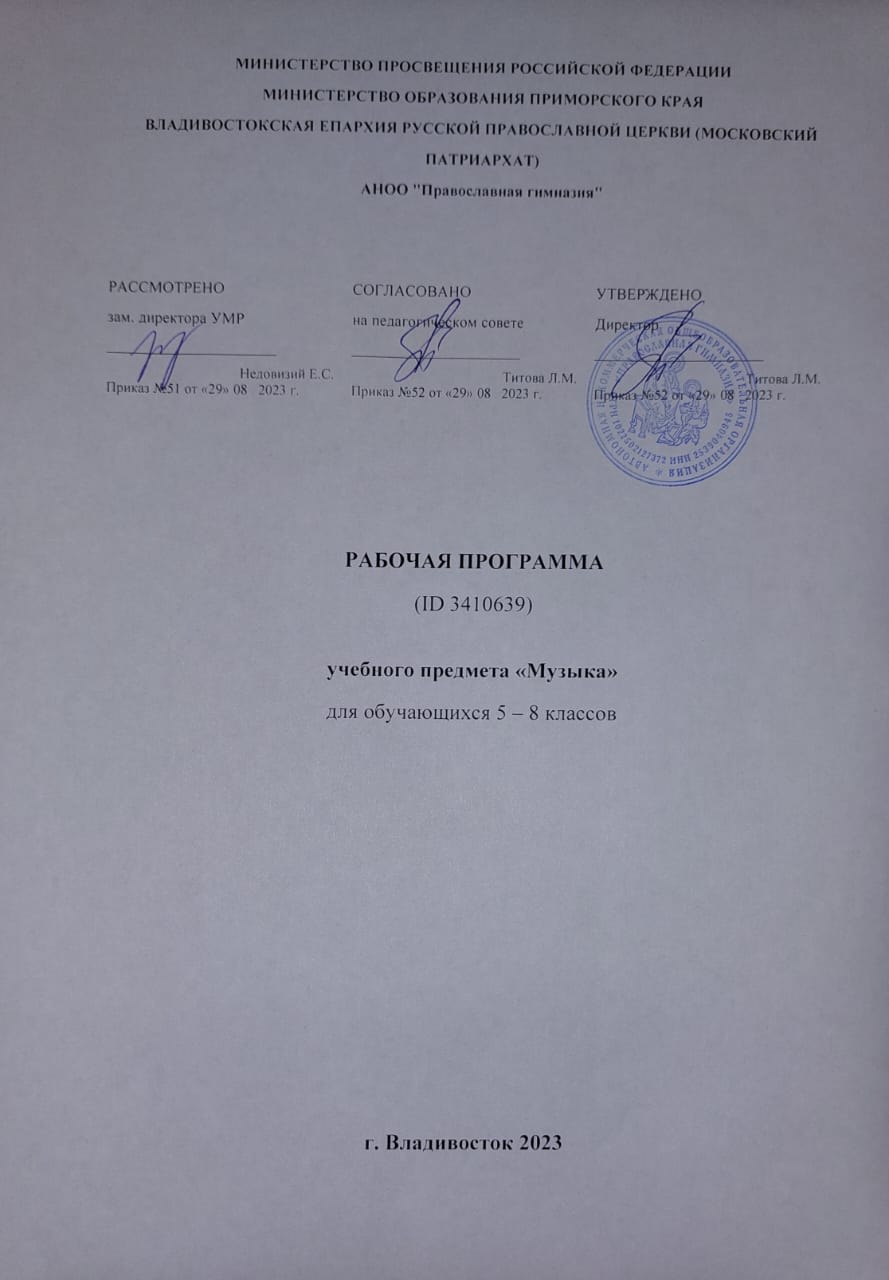 МИНИСТЕРСТВО ПРОСВЕЩЕНИЯ РОССИЙСКОЙ ФЕДЕРАЦИИ
МИНИСТЕРСТВО ОБРАЗОВАНИЯ ПРИМОРСКОГО КРАЯ
ВЛАДИВОСТОКСКАЯ ЕПАРХИЯ РУССКОЙ ПРАВОСЛАВНОЙ ЦЕРКВИ (МОСКОВСКИЙ
ПАТРИАРХАТ)
АНОО "Православная гимназия"
РАССМОТРЕНО
зам. директора УМР
Недовизий Е.С.
Приказ №51 от «29» 08 2023 г.
СОГЛАСОВАНО
на педагогическом совете
Титова Л.М.
Приказ №52 от «29» 08 2023 г.
УТВЕРЖДЕНО
Директор
Титова Л.М.
Приказ №52 от «29» 08 2023 г.
РАБОЧАЯ ПРОГРАММА
(ID 3410639)
учебного предмета «Музыка»
для обучающихся 5 – 8 классов
г. Владивосток 2023